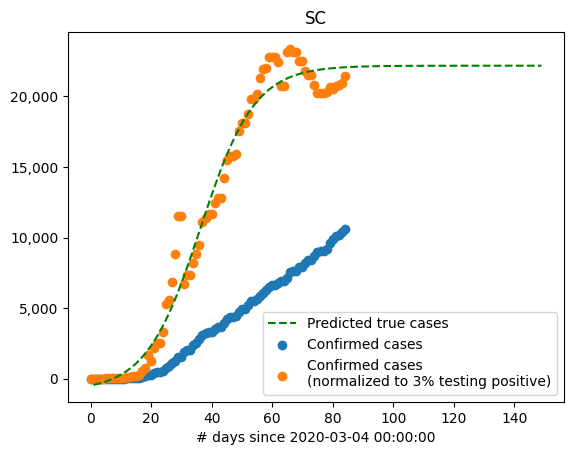 SC
20,000
15,000
10,000
5,000
0
Predicted true cases
Confirmed cases
Confirmed cases
(normalized to 3% testing positive)
0 20 40 60 80 100 120 140
# days since 2020-03-04 00:00:00